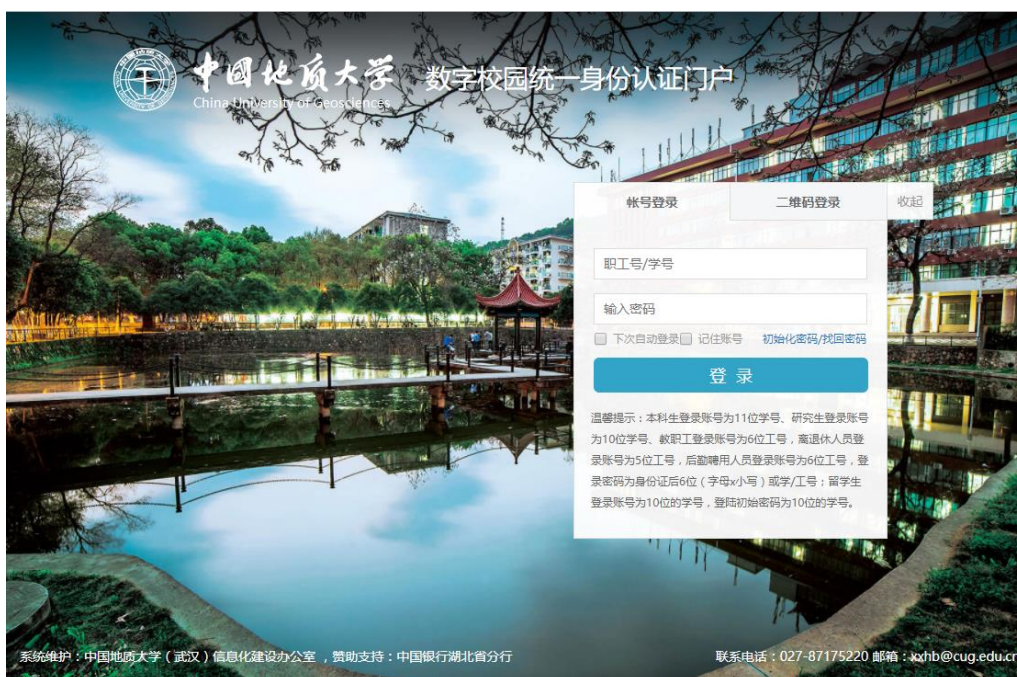 中国地质大学 数字校园统一身份认证门户
China University of Geosciences
帐号登录 二维码登录 收起
职工号/学号
输入密码
下次自动登录 记住账号 初始化密码/找回密码
登 录
温馨提示：本科生登录账号为11位学号、研究生登录账号
为10位学号、教职工登录账号为6位工号，离退休人员登
录账号为5位工号，后勤聘用人员登录账号为6位工号，登
录密码为身份证后6位（字母x小写）或学/工号；留学生
登录账号为10位的学号，登陆初始密码为10位的学号。
系统维护：中国地质大学（武汉）信息化建设办公室 ，赞助支持：中国银行湖北省分行
联系电话：027-87175220 邮箱：xxhb@cug.edu.cn